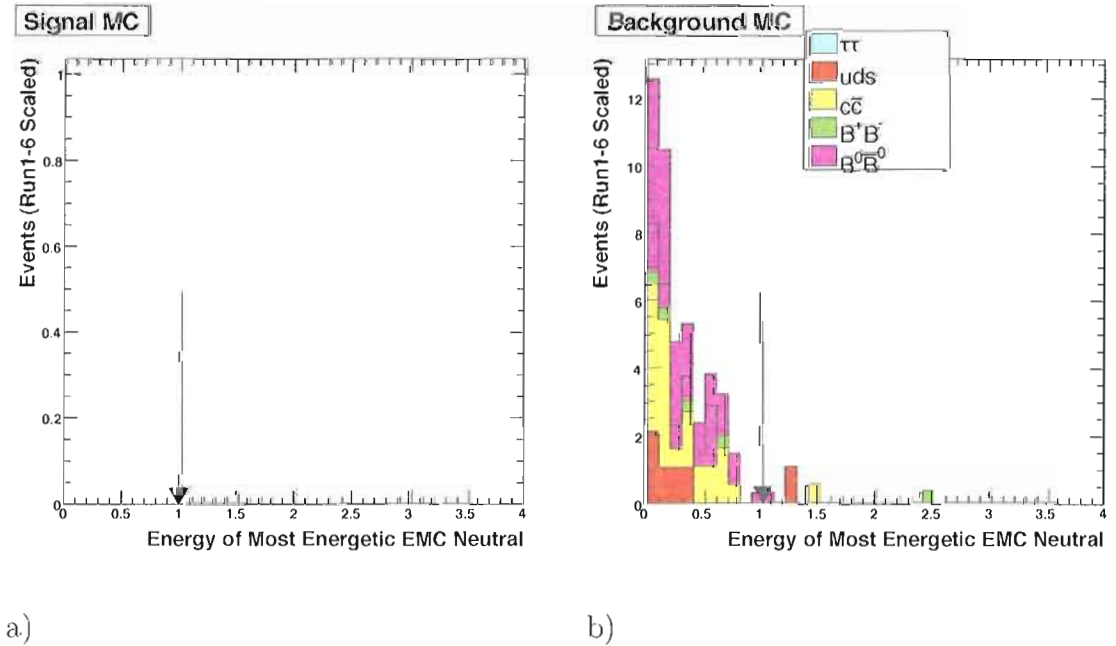 Signal MC
Events (Run1-6 Scaled)
1
0.8
0.6
0.4
0.2
0
0 0.5 1 1.5 2 2.5 3 3.5 4
Energy of Most Energetic EMC Neutral
a)
Background MC
ττ
uds
cc̅
B⁺B⁻
B⁰B̅⁰
Events (Run1-6 Scaled)
12
10
8
6
4
2
0
0 0.5 1 1.5 2 2.5 3 3.5 4
Energy of Most Energetic EMC Neutral
b)